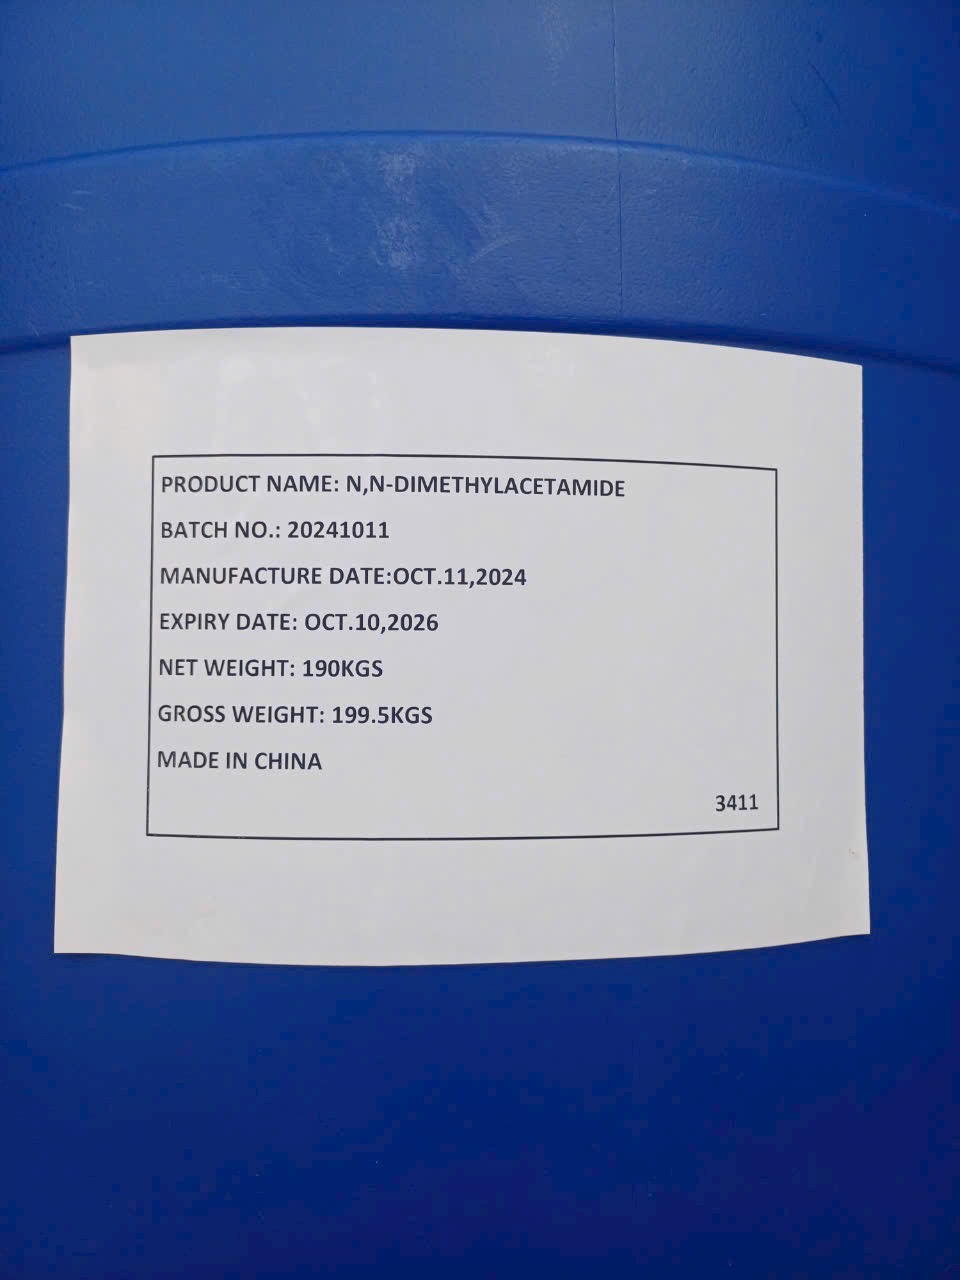 PRODUCT NAME: N,N-DIMETHYLACETAMIDE
BATCH NO.: 20241011
MANUFACTURE DATE:OCT.11,2024
EXPIRY DATE: OCT.10,2026
NET WEIGHT: 190KGS
GROSS WEIGHT: 199.5KGS
MADE IN CHINA
3411